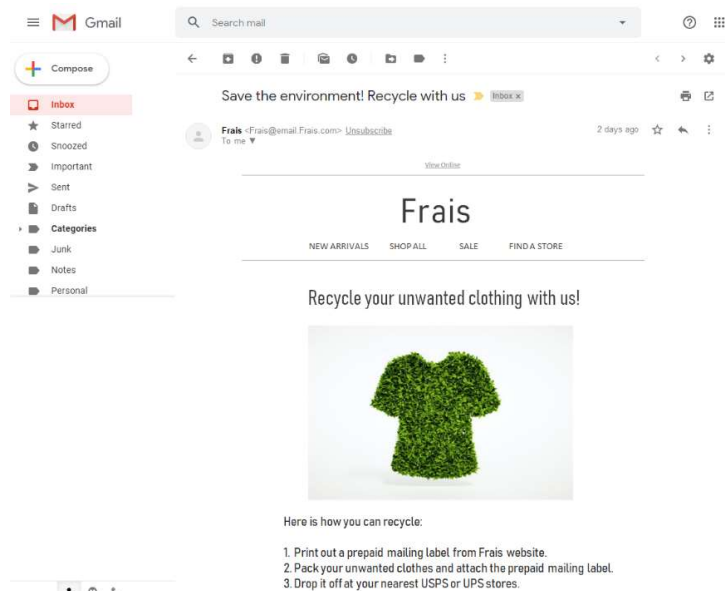 Gmail
Search mail
Compose
Save the environment! Recycle with us Inbox x
Inbox
Starred
Snoozed
Important
Sent
Drafts
Categories
Junk
Notes
Personal
Frais <Frais@email.Frais.com> Unsubscribe
2 days ago
To me
View Online
Frais
NEW ARRIVALS SHOP ALL SALE FIND A STORE
Recycle your unwanted clothing with us!
Here is how you can recycle:
1. Print out a prepaid mailing label from Frais website.
2. Pack your unwanted clothes and attach the prepaid mailing label.
3. Drop it off at your nearest USPS or UPS stores.